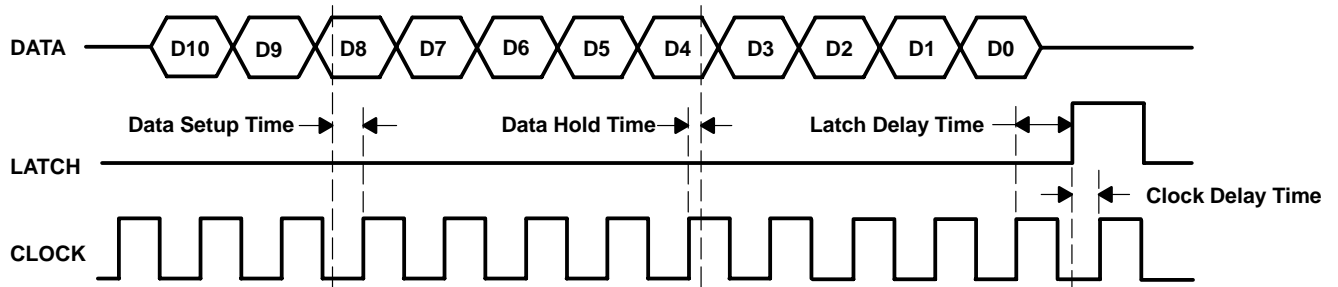 DATA D10 D9 D8 D7 D6 D5 D4 D3 D2 D1 D0
Data Setup Time Data Hold Time Latch Delay Time
LATCH
Clock Delay Time
CLOCK